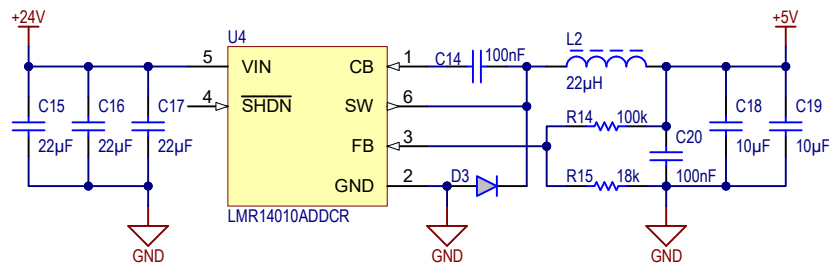 +24V
U4
+5V
5
VIN
CB
1
C14
100nF
L2
22µH
C15
C16
C17
4
SHDN
SW
6
R14
100k
C18
C19
22µF
22µF
22µF
FB
3
C20
10µF
10µF
D3
R15
18k
100nF
GND
2
LMR14010ADDCR
GND
GND
GND